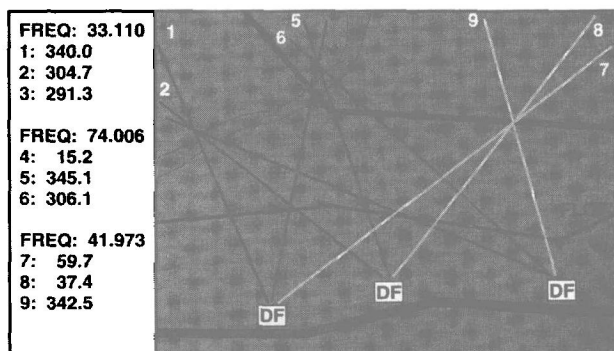 FREQ: 33.110
1: 340.0
2: 304.7
3: 291.3
FREQ: 74.006
4: 15.2
5: 345.1
6: 306.1
FREQ: 41.973
7: 59.7
8: 37.4
9: 342.5
1
5
6
9
8
7
2
DF
DF
DF